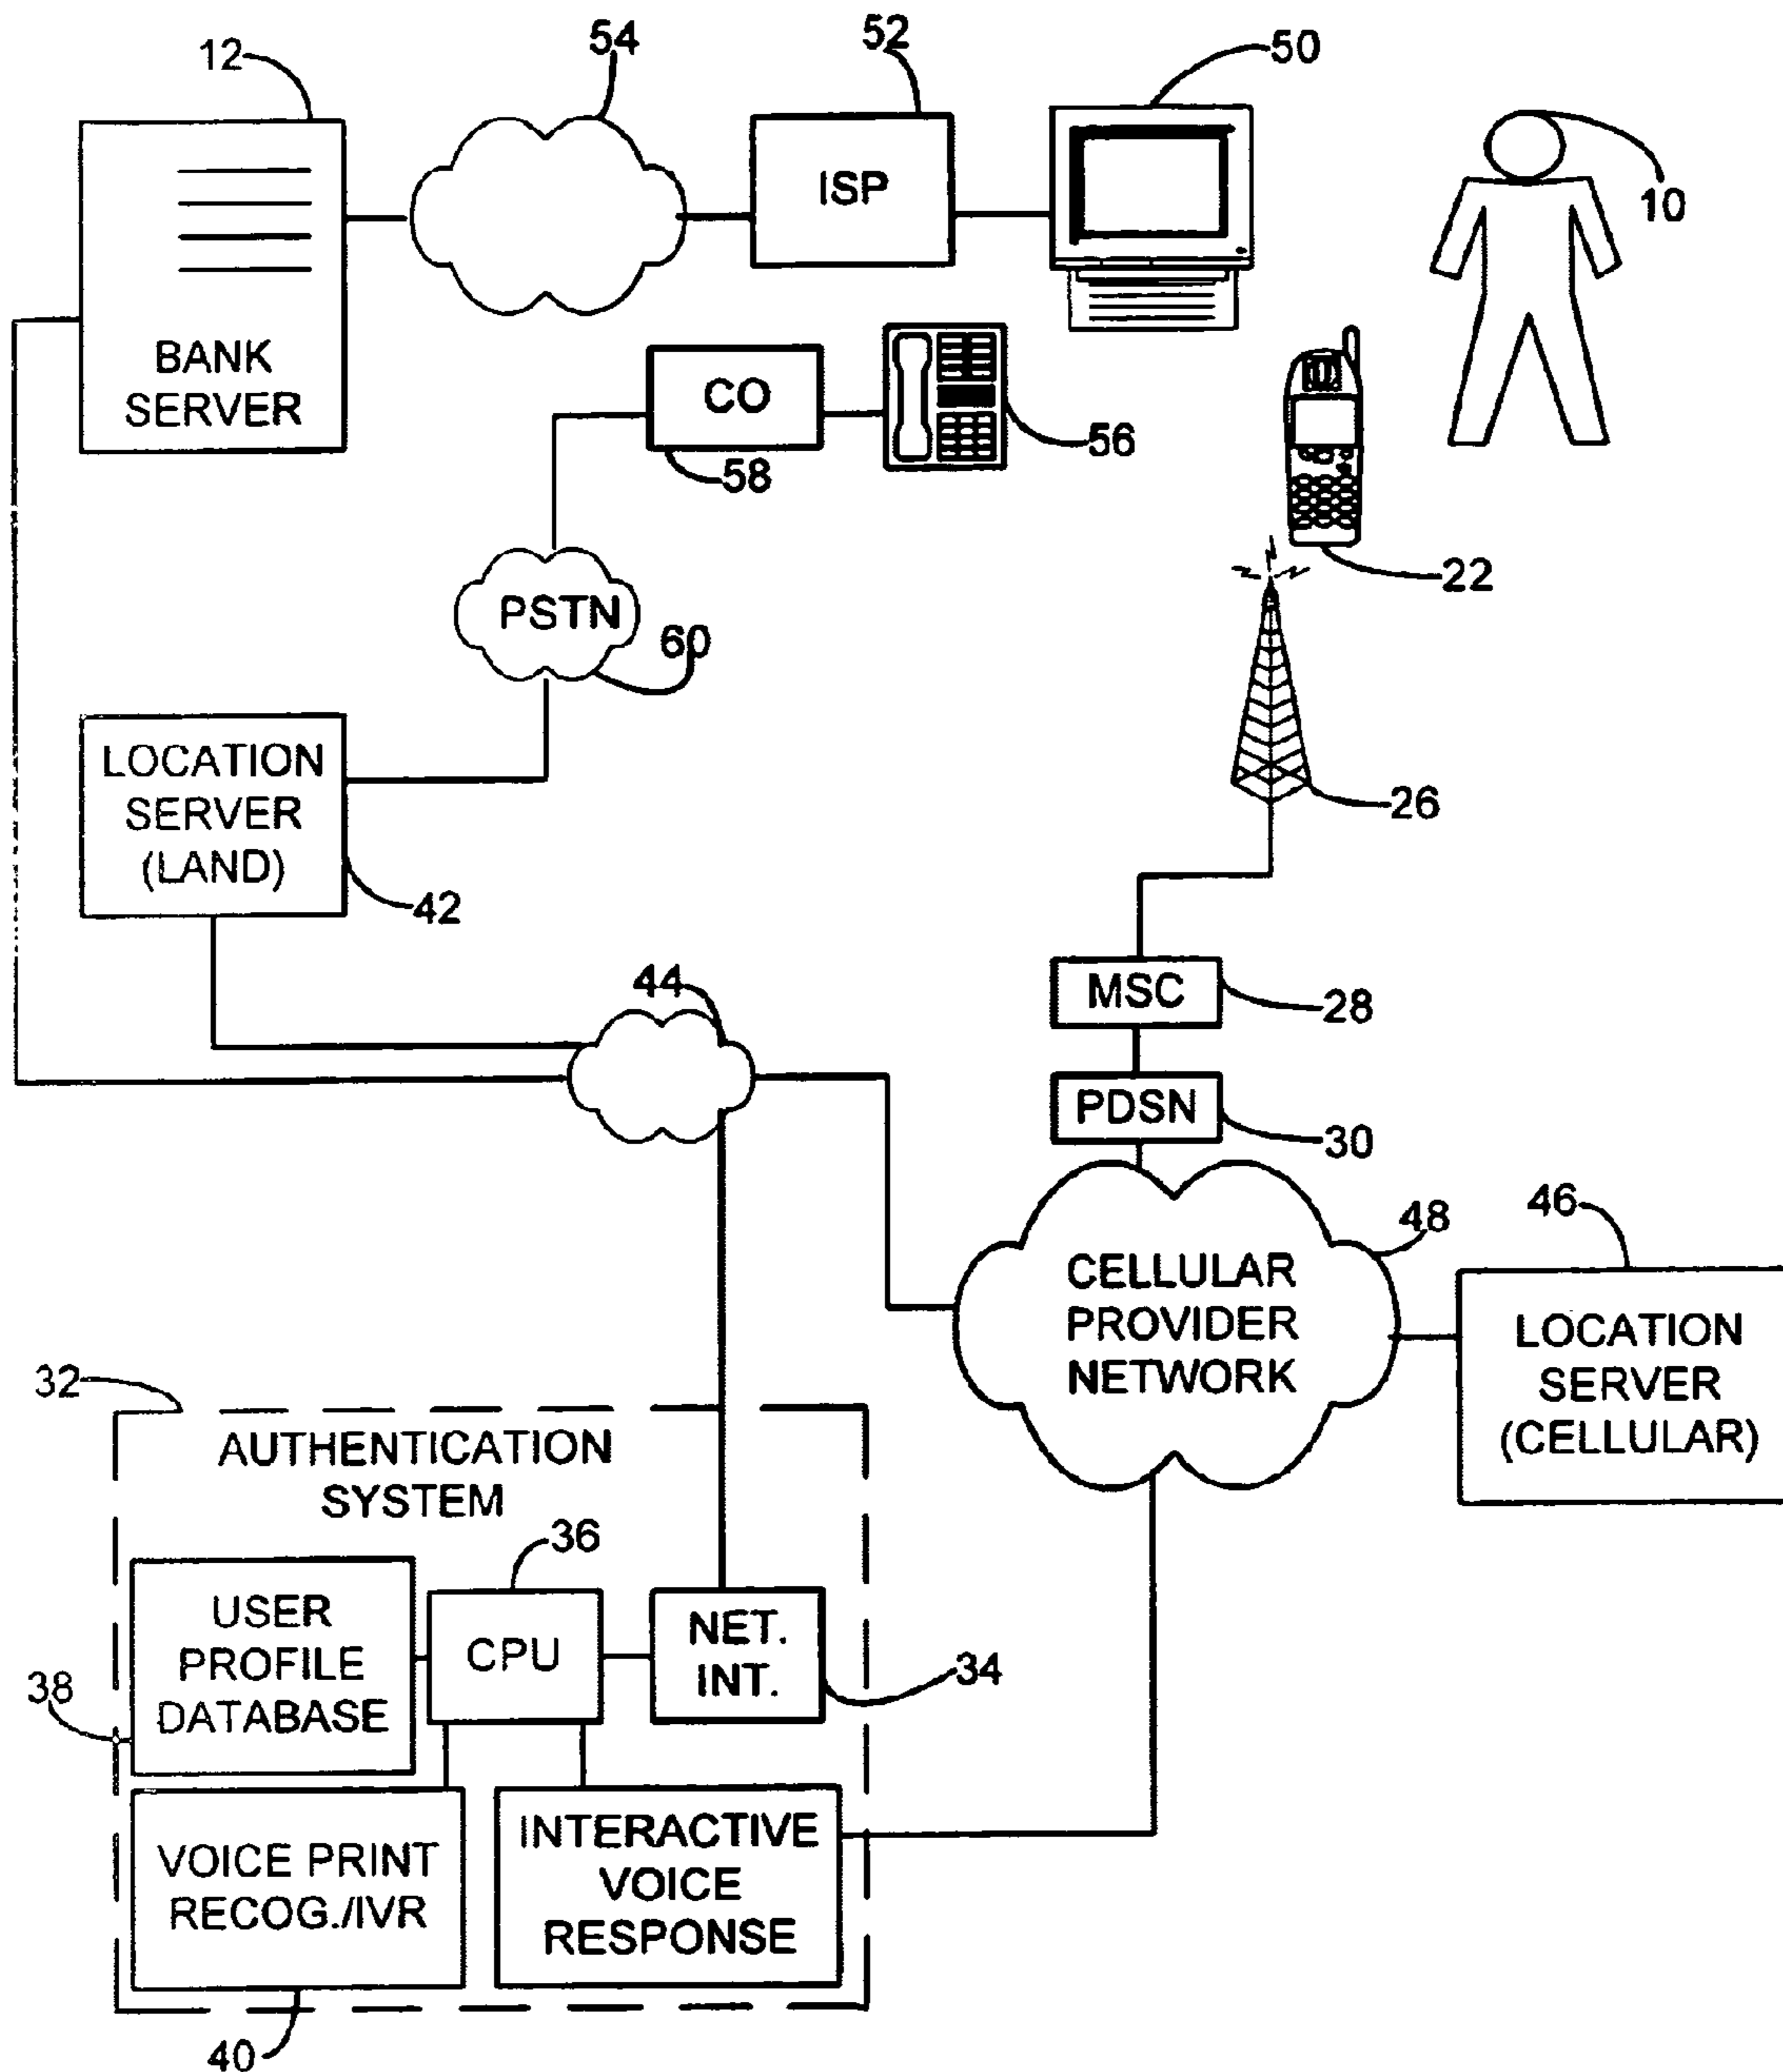 12
54
52
50
ISP
10
BANK
SERVER
CO
56
58
22
PSTN
60
LOCATION
SERVER
(LAND)
26
42
44
MSC
28
PDSN
30
48
46
CELLULAR
PROVIDER
NETWORK
LOCATION
SERVER
(CELLULAR)
32
AUTHENTICATION
SYSTEM
36
USER
PROFILE
DATABASE
CPU
NET.
INT.
34
38
VOICE PRINT
RECOG./IVR
INTERACTIVE
VOICE
RESPONSE
40